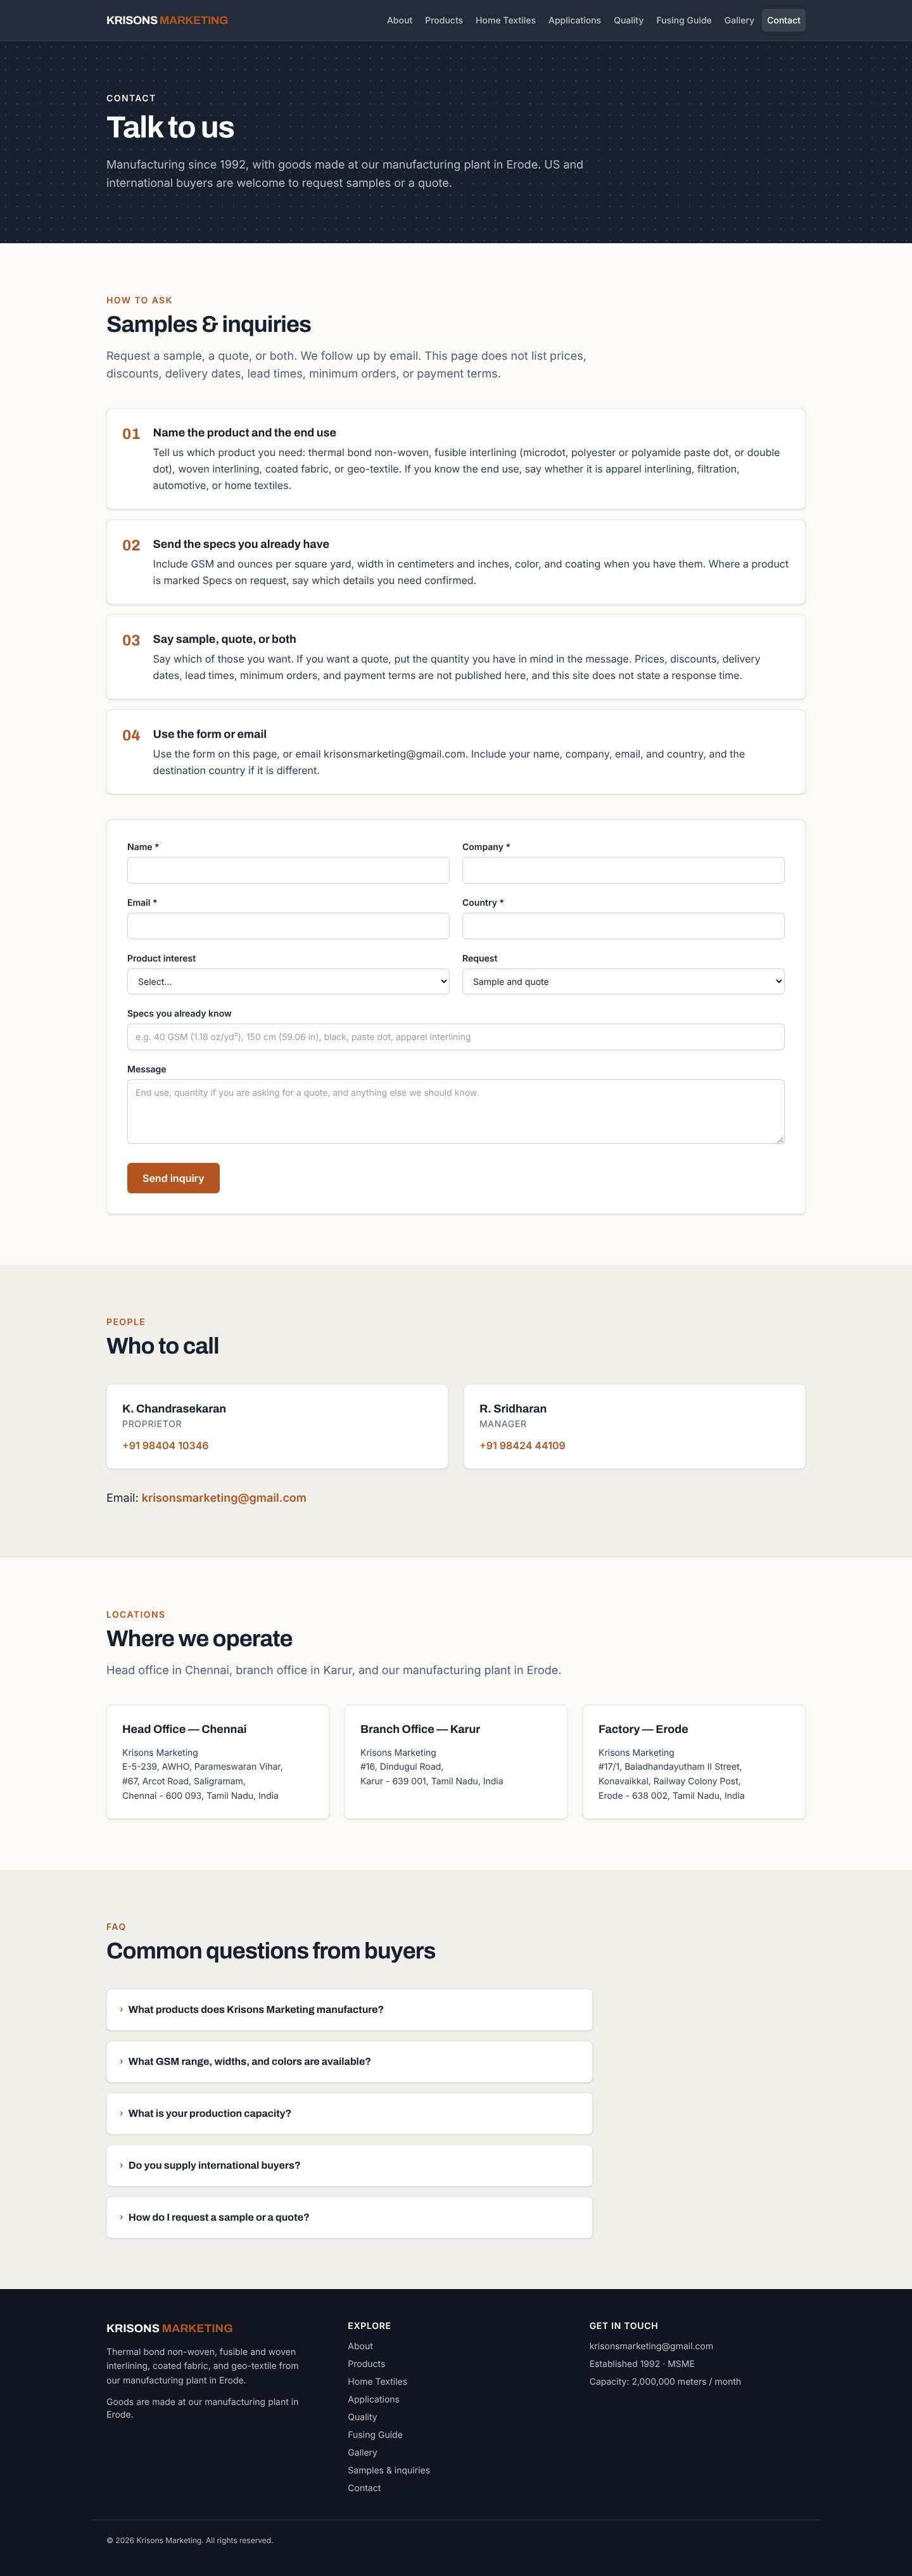 KRISONS MARKETING
About Products Home Textiles Applications Quality Fusing Guide Gallery Contact
CONTACT
Talk to us
Manufacturing since 1992, with goods made at our manufacturing plant in Erode. US and
international buyers are welcome to request samples or a quote.
HOW TO ASK
Samples & inquiries
Request a sample, a quote, or both. We follow up by email. This page does not list prices,
discounts, delivery dates, lead times, minimum orders, or payment terms.
01 Name the product and the end use
Tell us which product you need: thermal bond non-woven, fusible interlining (microdot, polyester or polyamide paste dot, or double
dot), woven interlining, coated fabric, or geo-textile. If you know the end use, say whether it is apparel interlining, filtration,
automotive, or home textiles.
02 Send the specs you already have
Include GSM and ounces per square yard, width in centimeters and inches, color, and coating when you have them. Where a product
is marked Specs on request, say which details you need confirmed.
03 Say sample, quote, or both
Say which of those you want. If you want a quote, put the quantity you have in mind in the message. Prices, discounts, delivery
dates, lead times, minimum orders, and payment terms are not published here, and this site does not state a response time.
04 Use the form or email
Use the form on this page, or email krisonsmarketing@gmail.com. Include your name, company, email, and country, and the
destination country if it is different.
Name * Company *
Email * Country *
Product interest Request
Select... Sample and quote
Specs you already know
e.g. 40 GSM (1.18 oz/yd²), 150 cm (59.06 in), black, paste dot, apparel interlining
Message
End use, quantity if you are asking for a quote, and anything else we should know.
Send inquiry
PEOPLE
Who to call
K. Chandrasekaran
PROPRIETOR
+91 98404 10346
R. Sridharan
MANAGER
+91 98424 44109
Email: krisonsmarketing@gmail.com
LOCATIONS
Where we operate
Head office in Chennai, branch office in Karur, and our manufacturing plant in Erode.
Head Office — Chennai
Krisons Marketing
E-5-239, AWHO, Parameswaran Vihar,
#67, Arcot Road, Saligramam,
Chennai - 600 093, Tamil Nadu, India
Branch Office — Karur
Krisons Marketing
#16, Dindugul Road,
Karur - 639 001, Tamil Nadu, India
Factory — Erode
Krisons Marketing
#17/1, Baladhandayutham II Street,
Konavaikkal, Railway Colony Post,
Erode - 638 002, Tamil Nadu, India
FAQ
Common questions from buyers
› What products does Krisons Marketing manufacture?
› What GSM range, widths, and colors are available?
› What is your production capacity?
› Do you supply international buyers?
› How do I request a sample or a quote?
KRISONS MARKETING
Thermal bond non-woven, fusible and woven
interlining, coated fabric, and geo-textile from
our manufacturing plant in Erode.
Goods are made at our manufacturing plant in
Erode.
EXPLORE
About
Products
Home Textiles
Applications
Quality
Fusing Guide
Gallery
Samples & inquiries
Contact
GET IN TOUCH
krisonsmarketing@gmail.com
Established 1992 · MSME
Capacity: 2,000,000 meters / month
© 2026 Krisons Marketing. All rights reserved.